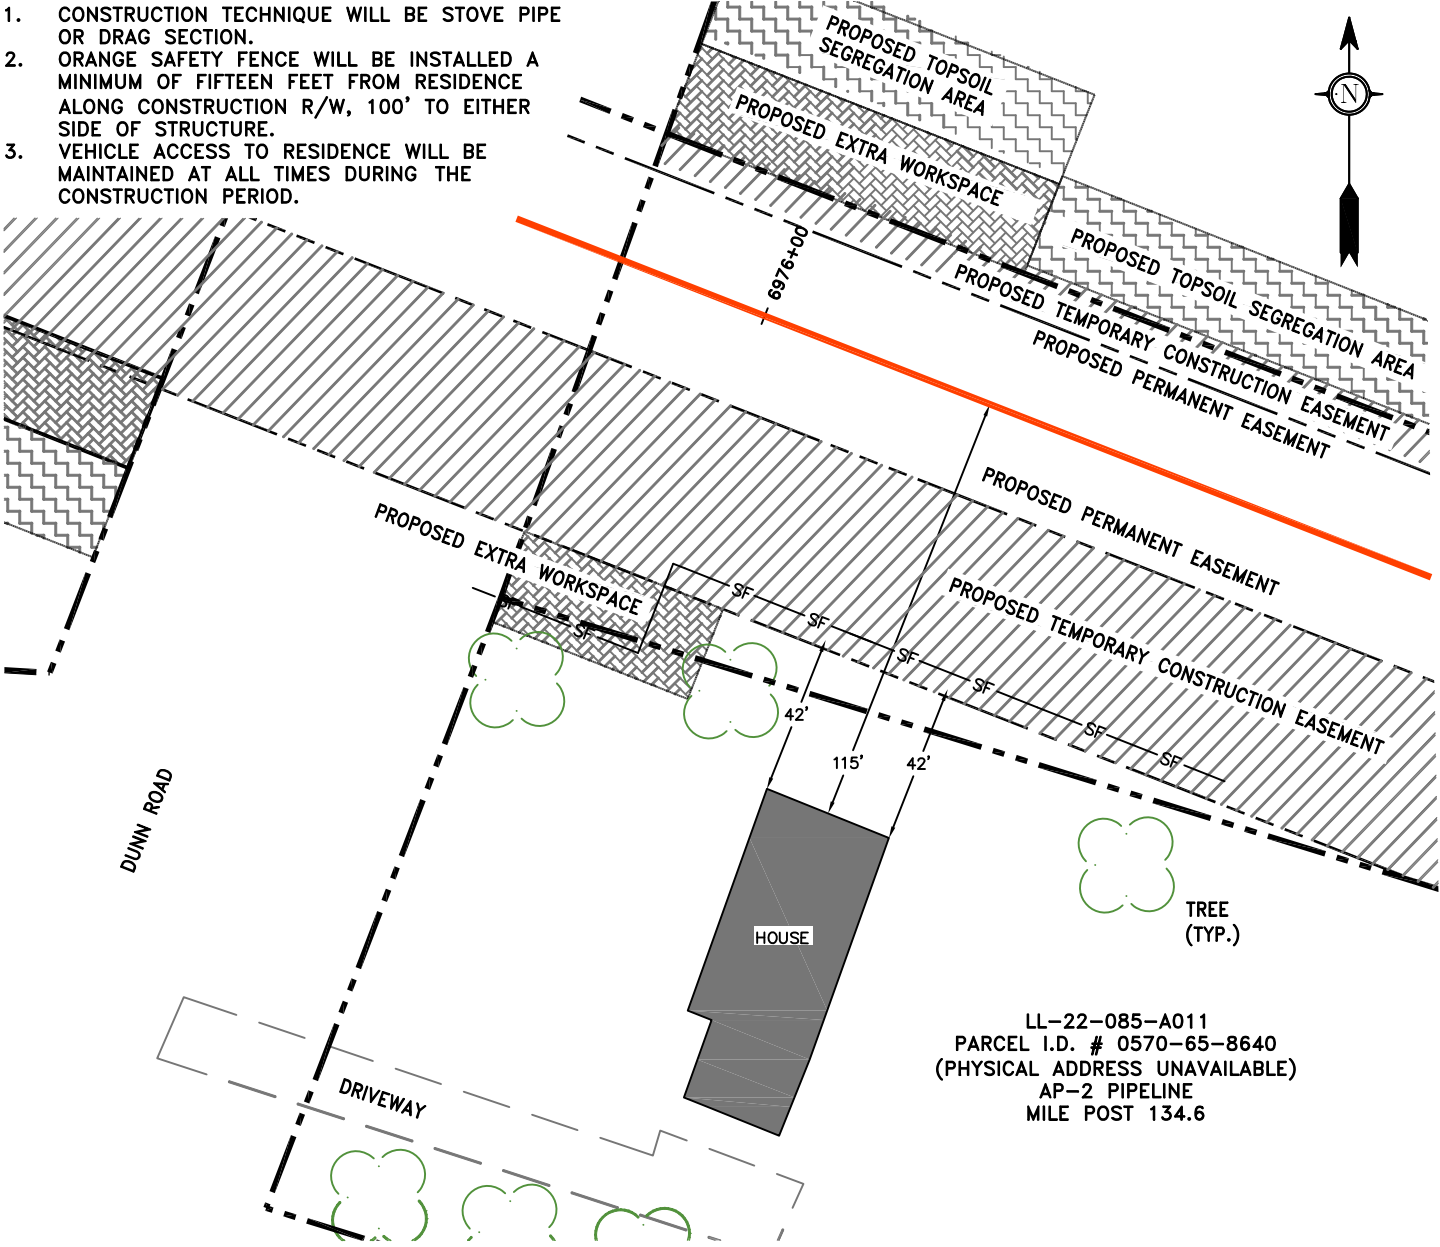 1. CONSTRUCTION TECHNIQUE WILL BE STOVE PIPE
OR DRAG SECTION.
2. ORANGE SAFETY FENCE WILL BE INSTALLED A
MINIMUM OF FIFTEEN FEET FROM RESIDENCE
ALONG CONSTRUCTION R/W, 100' TO EITHER
SIDE OF STRUCTURE.
3. VEHICLE ACCESS TO RESIDENCE WILL BE
MAINTAINED AT ALL TIMES DURING THE
CONSTRUCTION PERIOD.
PROPOSED TOPSOIL
SEGREGATION AREA
PROPOSED EXTRA WORKSPACE
N
PROPOSED TOPSOIL SEGREGATION AREA
PROPOSED TEMPORARY CONSTRUCTION EASEMENT
PROPOSED PERMANENT EASEMENT
6976+00
PROPOSED PERMANENT EASEMENT
PROPOSED TEMPORARY CONSTRUCTION EASEMENT
PROPOSED EXTRA WORKSPACE
SF
SF
SF
SF
SF
SF
SF
SF
42'
115'
42'
DUNN ROAD
HOUSE
TREE
(TYP.)
DRIVEWAY
LL-22-085-A011
PARCEL I.D. # 0570-65-8640
(PHYSICAL ADDRESS UNAVAILABLE)
AP-2 PIPELINE
MILE POST 134.6